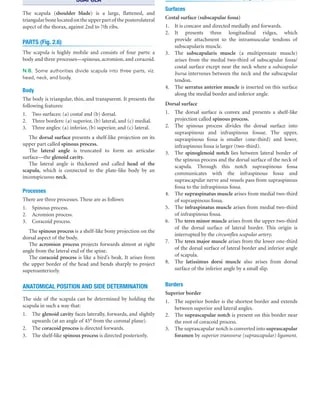 The scapula (shoulder blade) is a large, flattened, and
triangular bone located on the upper part of the posterolateral
aspect of the thorax, against 2nd to 7th ribs.
PARTS (Fig. 2.6)
The scapula is highly mobile and consists of four parts: a
body and three processes—spinous, acromion, and coracoid.
N.B. Some authorities divide scapula into three parts, viz.
head, neck, and body.
Body
The body is triangular, thin, and transparent. It presents the
following features:
1. Two surfaces: (a) costal and (b) dorsal.
2. Three borders: (a) superior, (b) lateral, and (c) medial.
3. Three angles: (a) inferior, (b) superior, and (c) lateral.
The dorsal surface presents a shelf-like projection on its
upper part called spinous process.
The lateral angle is truncated to form an articular
surface—the glenoid cavity.
The lateral angle is thickened and called head of the
scapula, which is connected to the plate-like body by an
inconspicuous neck.
Processes
There are three processes. These are as follows:
1. Spinous process.
2. Acromion process.
3. Coracoid process.
The spinous process is a shelf-like bony projection on the
dorsal aspect of the body.
The acromion process projects forwards almost at right
angle from the lateral end of the spine.
The coracoid process is like a bird's beak. It arises from
the upper border of the head and bends sharply to project
superoanteriorly.
ANATOMICAL POSITION AND SIDE DETERMINATION
The side of the scapula can be determined by holding the
scapula in such a way that:
1. The glenoid cavity faces laterally, forwards, and slightly
upwards (at an angle of 45° from the coronal plane).
2. The coracoid process is directed forwards.
3. The shelf-like spinous process is directed posteriorly.
Surfaces
Costal surface (subscapular fossa)
1. It is concave and directed medially and forwards.
2. It presents three longitudinal ridges, which
provide attachment to the intramuscular tendons of
subscapularis muscle.
3. The subscapularis muscle (a multipennate muscle)
arises from the medial two-third of subscapular fossa/
costal surface except near the neck where a subscapular
bursa intervenes between the neck and the subscapular
tendon.
4. The serratus anterior muscle is inserted on this surface
along the medial border and inferior angle.
Dorsal surface
1. The dorsal surface is convex and presents a shelf-like
projection called spinous process.
2. The spinous process divides the dorsal surface into
supraspinous and infraspinous fossae. The upper,
supraspinous fossa is smaller (one-third) and lower,
infraspinous fossa is larger (two-third).
3. The spinoglenoid notch lies between lateral border of
the spinous process and the dorsal surface of the neck of
scapula. Through this notch supraspinous fossa
communicates with the infraspinous fossa and
suprascapular nerve and vessels pass from supraspinous
fossa to the infraspinous fossa.
4. The supraspinatus muscle arises from medial two-third
of supraspinous fossa.
5. The infraspinatus muscle arises from medial two-third
of infraspinous fossa.
6. The teres minor muscle arises from the upper two-third
of the dorsal surface of lateral border. This origin is
interrupted by the circumflex scapular artery.
7. The teres major muscle arises from the lower one-third
of the dorsal surface of lateral border and inferior angle
of scapula.
8. The latissimus dorsi muscle also arises from dorsal
surface of the inferior angle by a small slip.
Borders
Superior border
1. The superior border is the shortest border and extends
between superior and lateral angles.
2. The suprascapular notch is present on this border near
the root of coracoid process.
3. The suprascapular notch is converted into suprascapular
foramen by superior transverse (suprascapular) ligament.